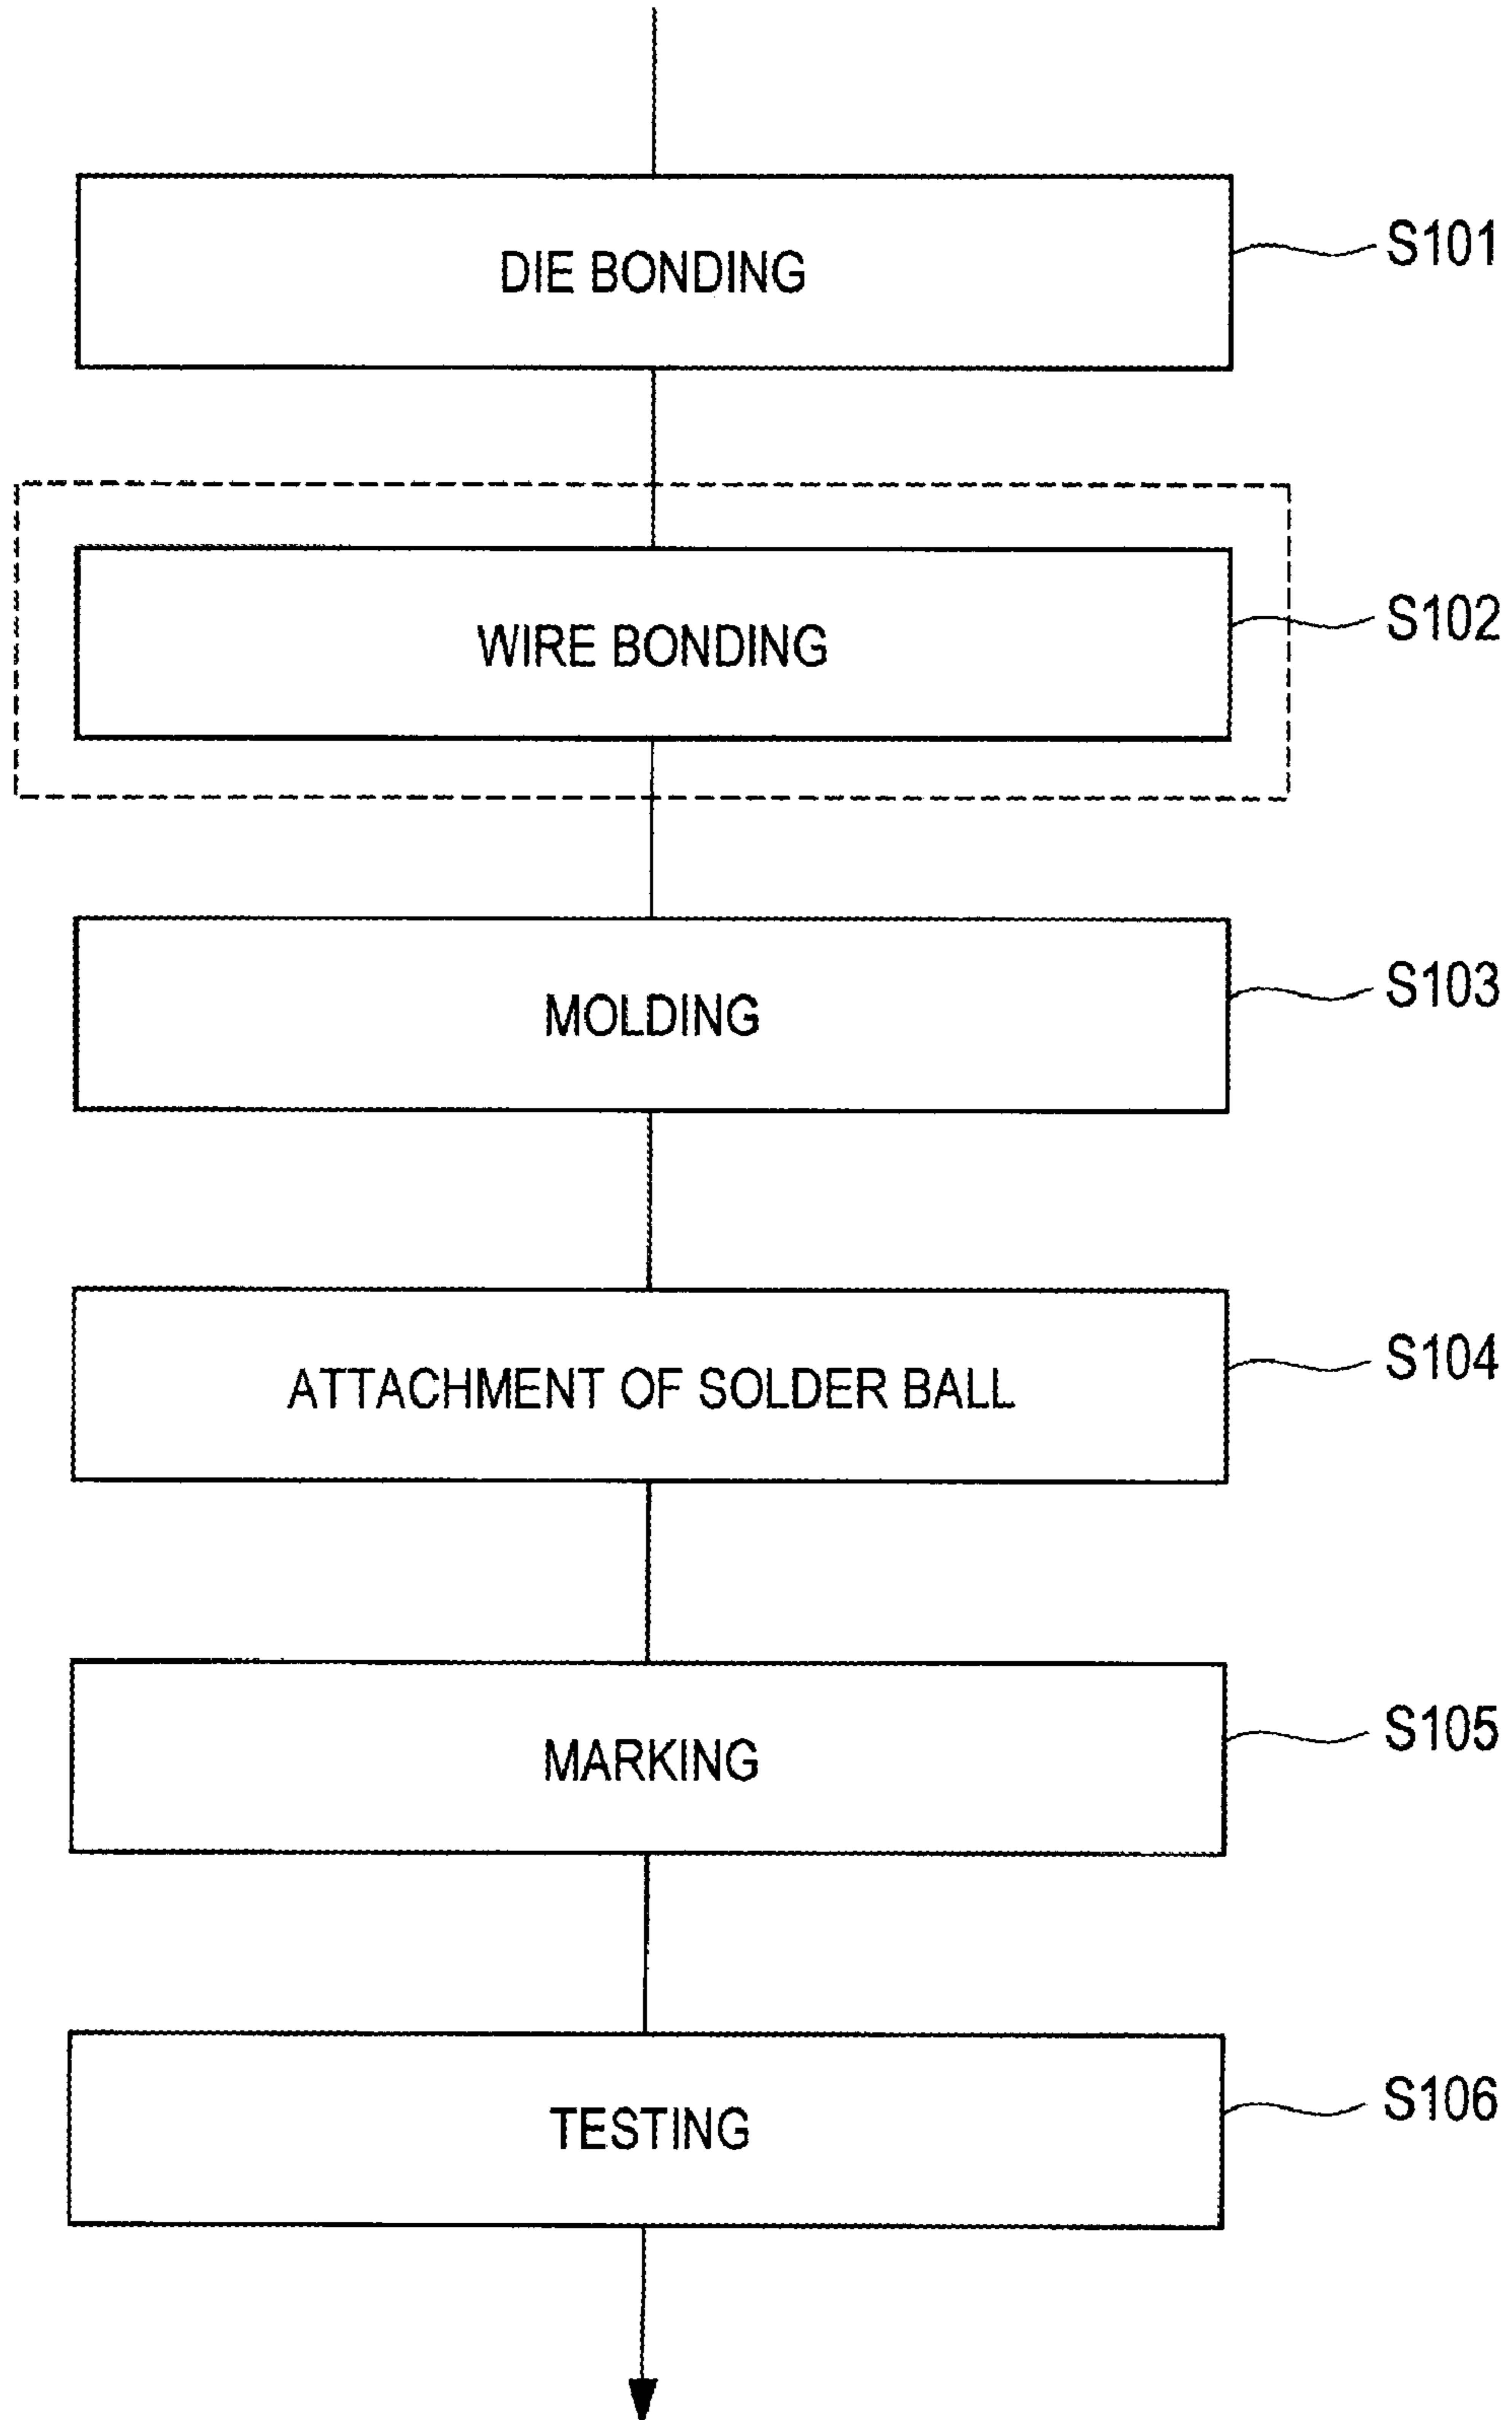 DIE BONDING
S101
WIRE BONDING
S102
MOLDING
S103
ATTACHMENT OF SOLDER BALL
S104
MARKING
S105
TESTING
S106